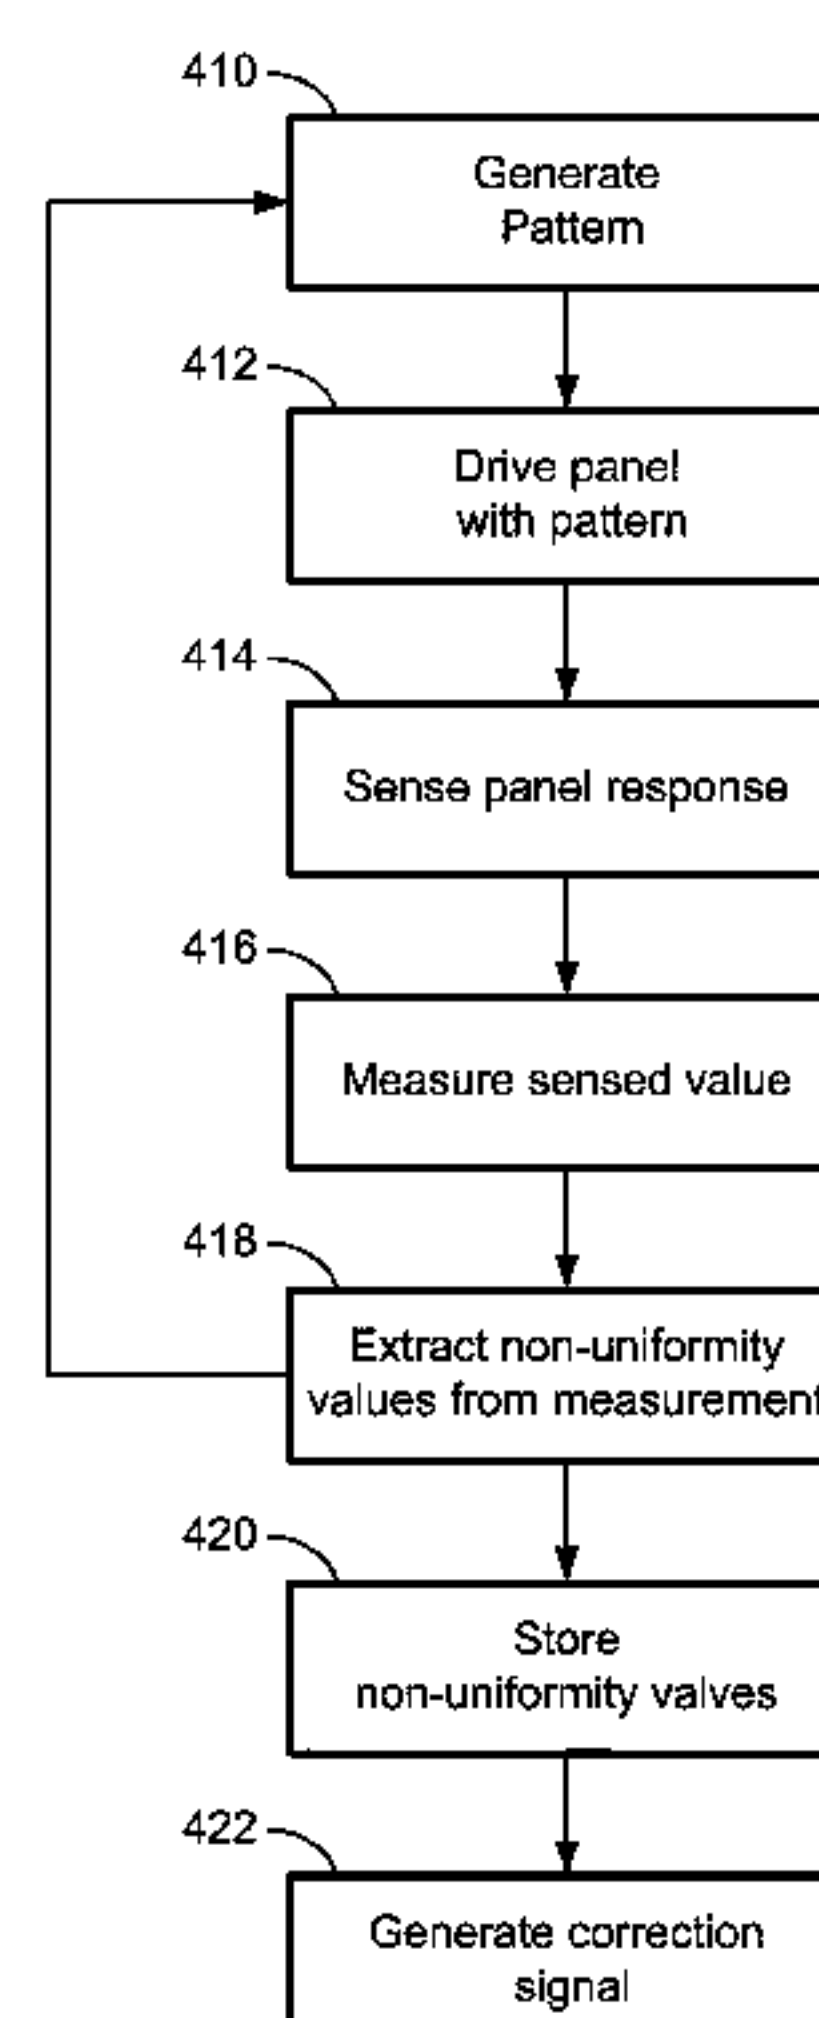 410
Generate
Pattern
412
Drive panel
with pattern
414
Sense panel response
416
Measure sensed value
418
Extract non-uniformity
values from measurement
420
Store
non-uniformity valves
422
Generate correction
signal